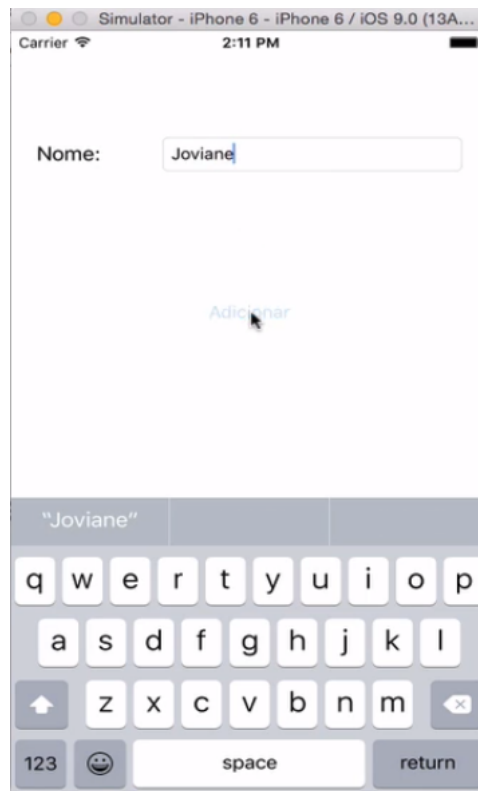 Simulator - iPhone 6 - iPhone 6 / iOS 9.0 (13A...
Carrier 2:11 PM
Nome: Joviane
Adicionar
"Joviane"
q w e r t y u i o p
a s d f g h j k l
z x c v b n m
123 space return